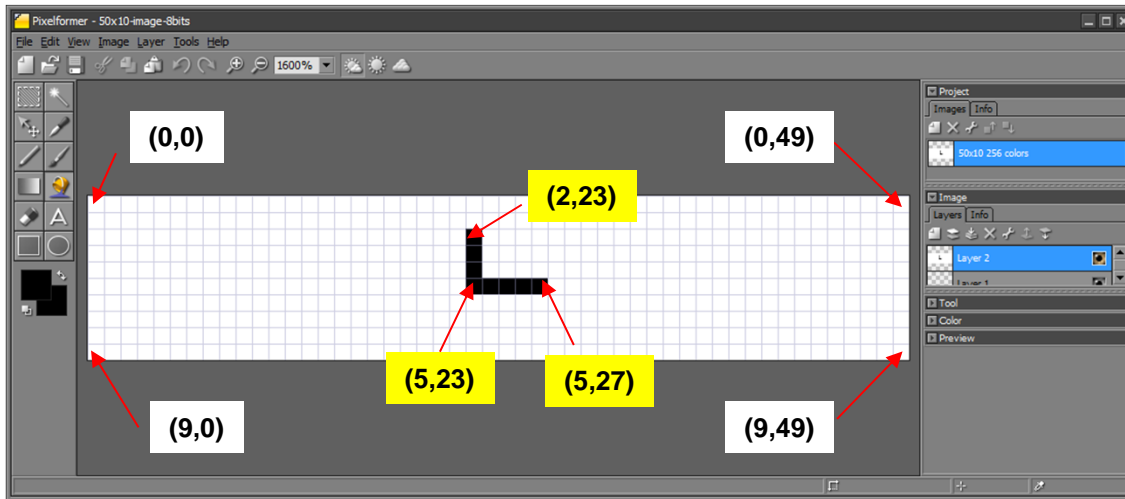 Pixelformer - 50x10-image-8bits
File Edit View Image Layer Tools Help
1600%
(0,0)
(0,49)
(2,23)
(5,23)
(5,27)
(9,0)
(9,49)
Project
Images Info
50x10 256 colors
Image
Layers Info
Layer 2
Layer 1
Tool
Color
Preview